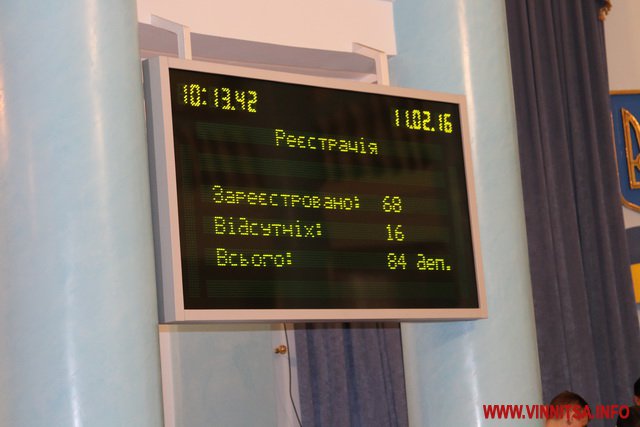 10:13.42 11.02.16
Реєстрація
Зареєстровано: 68
Відсутніх: 16
Всього: 84 деп.
WWW.VINNITSA.INFO